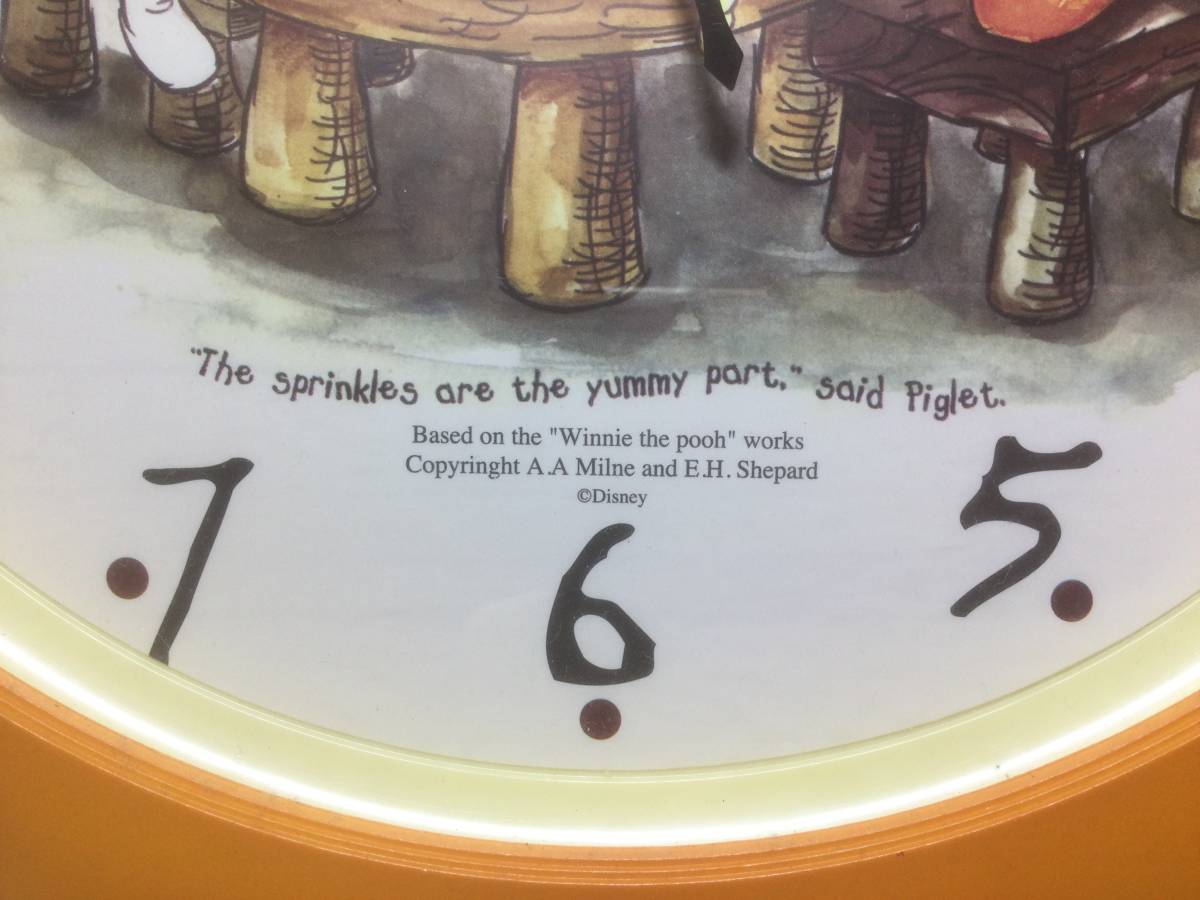 "The sprinkles are the yummy part," said Piglet.
Based on the "Winnie the pooh" works
Copyringht A.A Milne and E.H. Shepard
©Disney
7 6 5